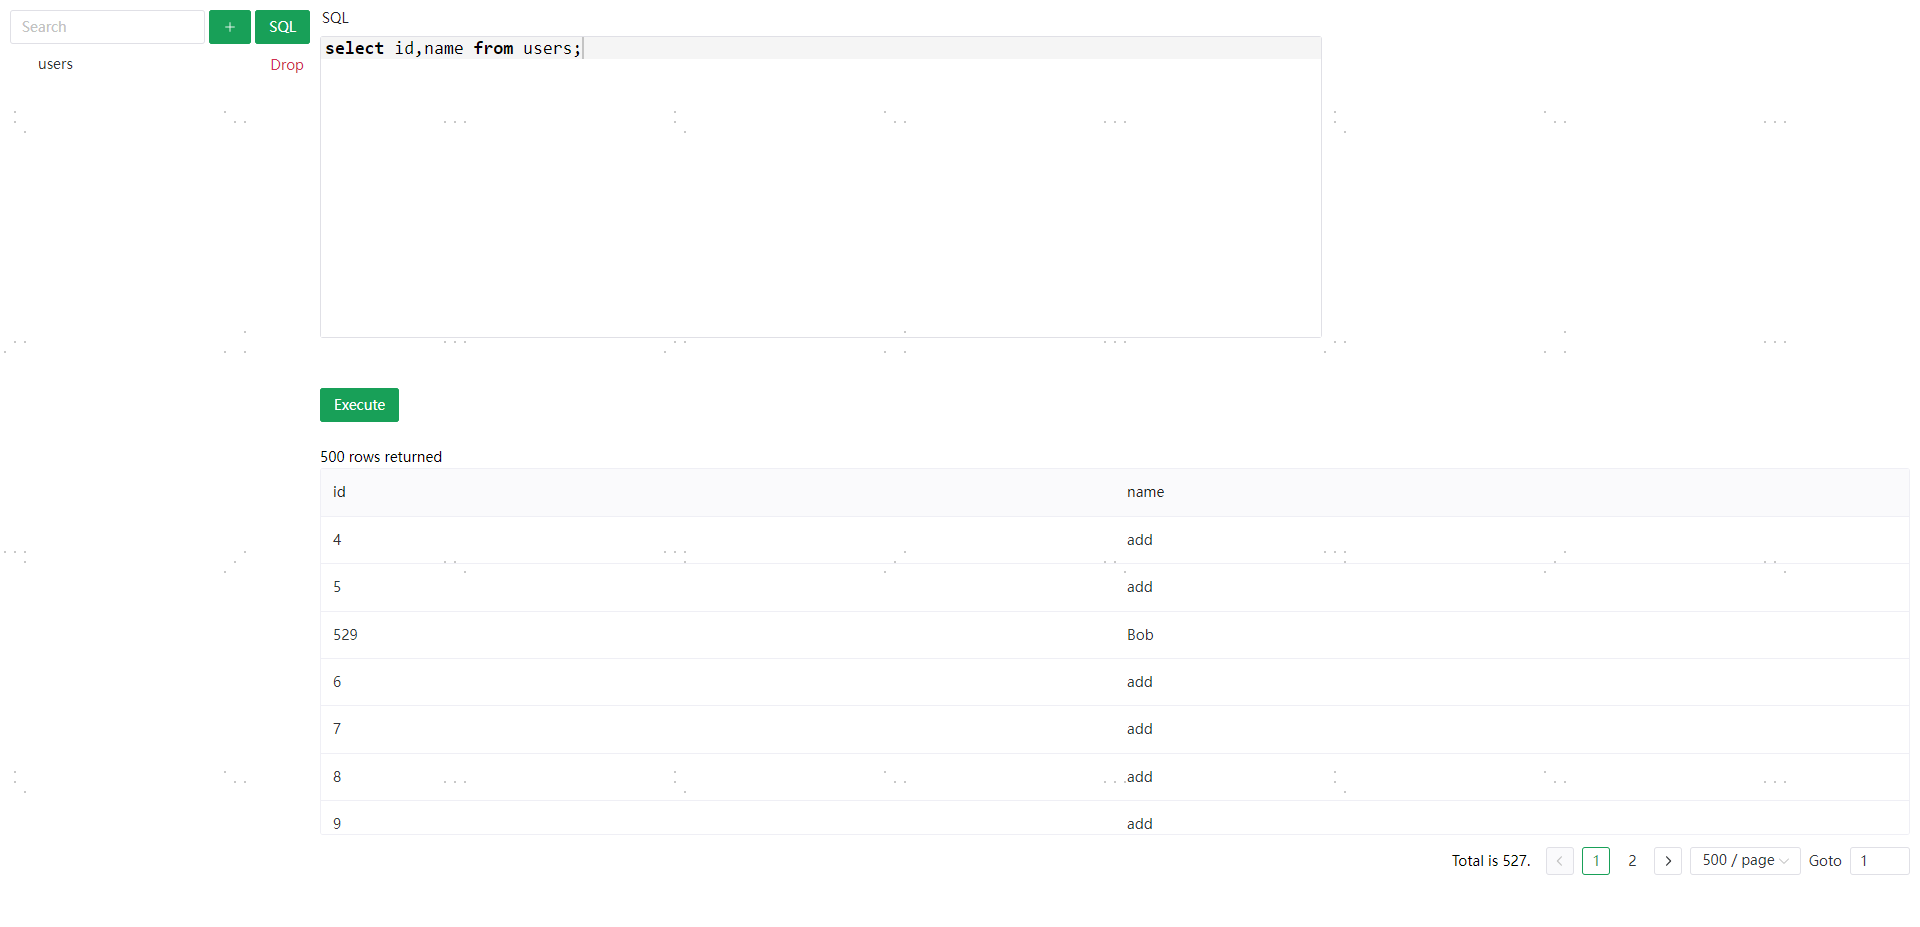 Search + SQL
users Drop
SQL
select id,name from users;
Execute
500 rows returned
id name
4 add
5 add
529 Bob
6 add
7 add
8 add
9 add
Total is 527. < 1 2 > 500 / page Goto 1